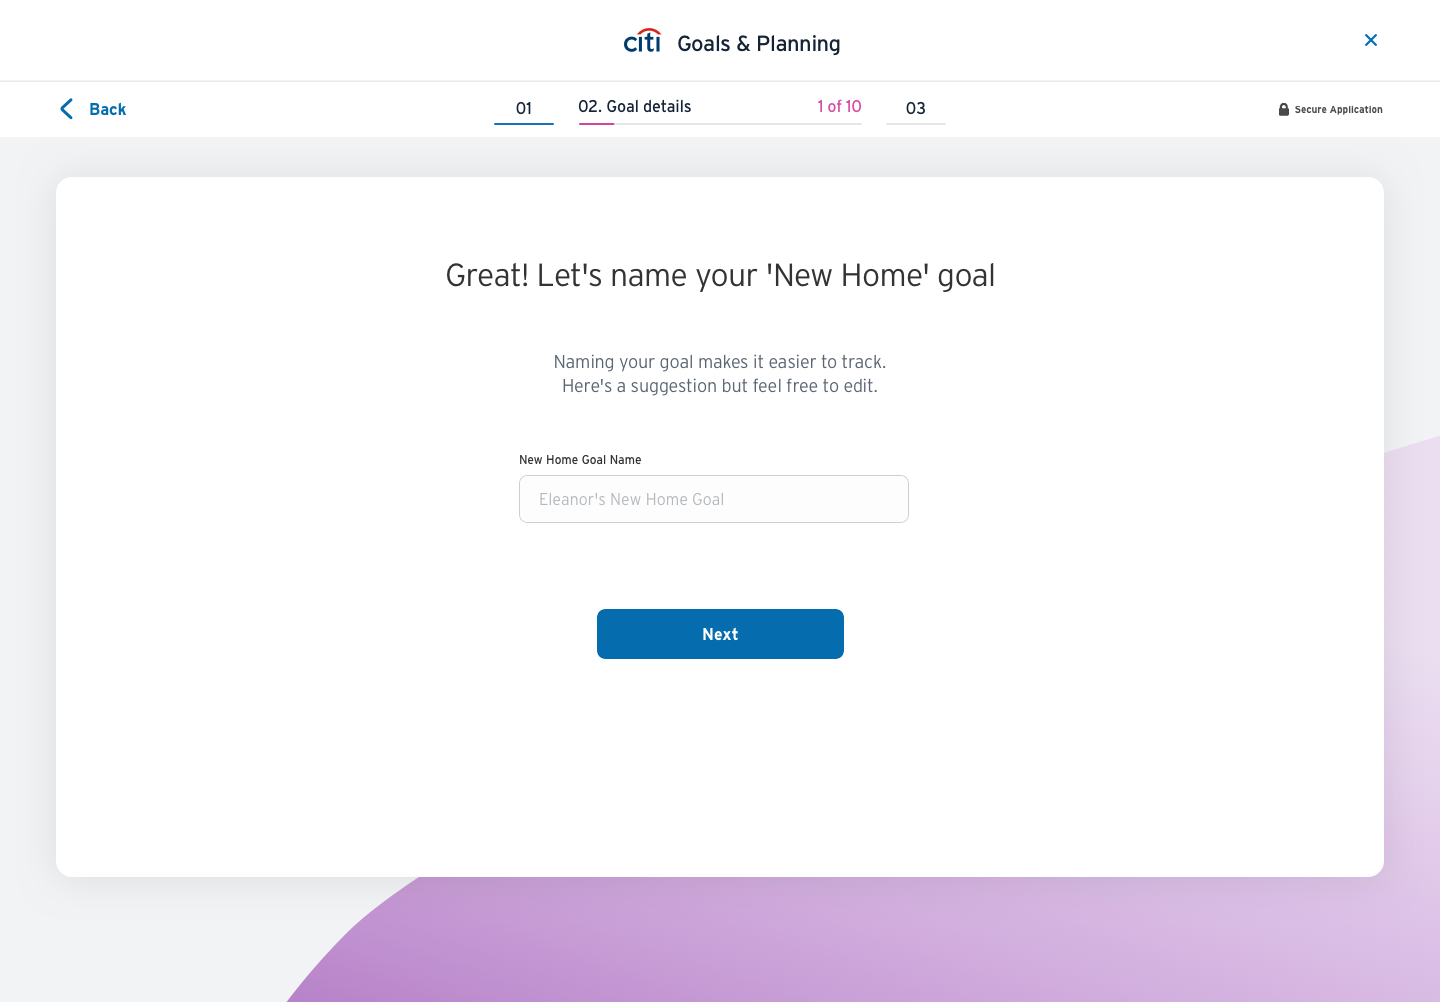 citi Goals & Planning
Back
01
02. Goal details
1 of 10
03
Secure Application
Great! Let's name your 'New Home' goal
Naming your goal makes it easier to track.
Here's a suggestion but feel free to edit.
New Home Goal Name
Eleanor's New Home Goal
Next